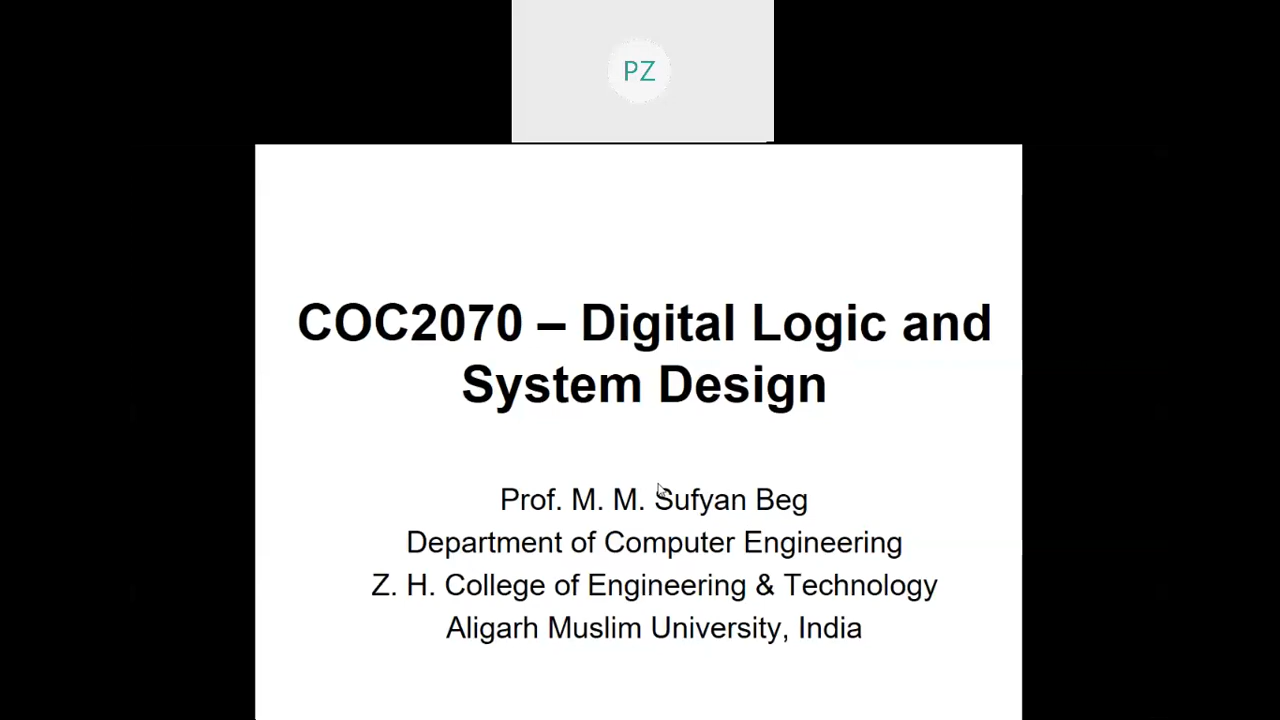 PZ
COC2070 – Digital Logic and
System Design
Prof. M. M. Sufyan Beg
Department of Computer Engineering
Z. H. College of Engineering & Technology
Aligarh Muslim University, India